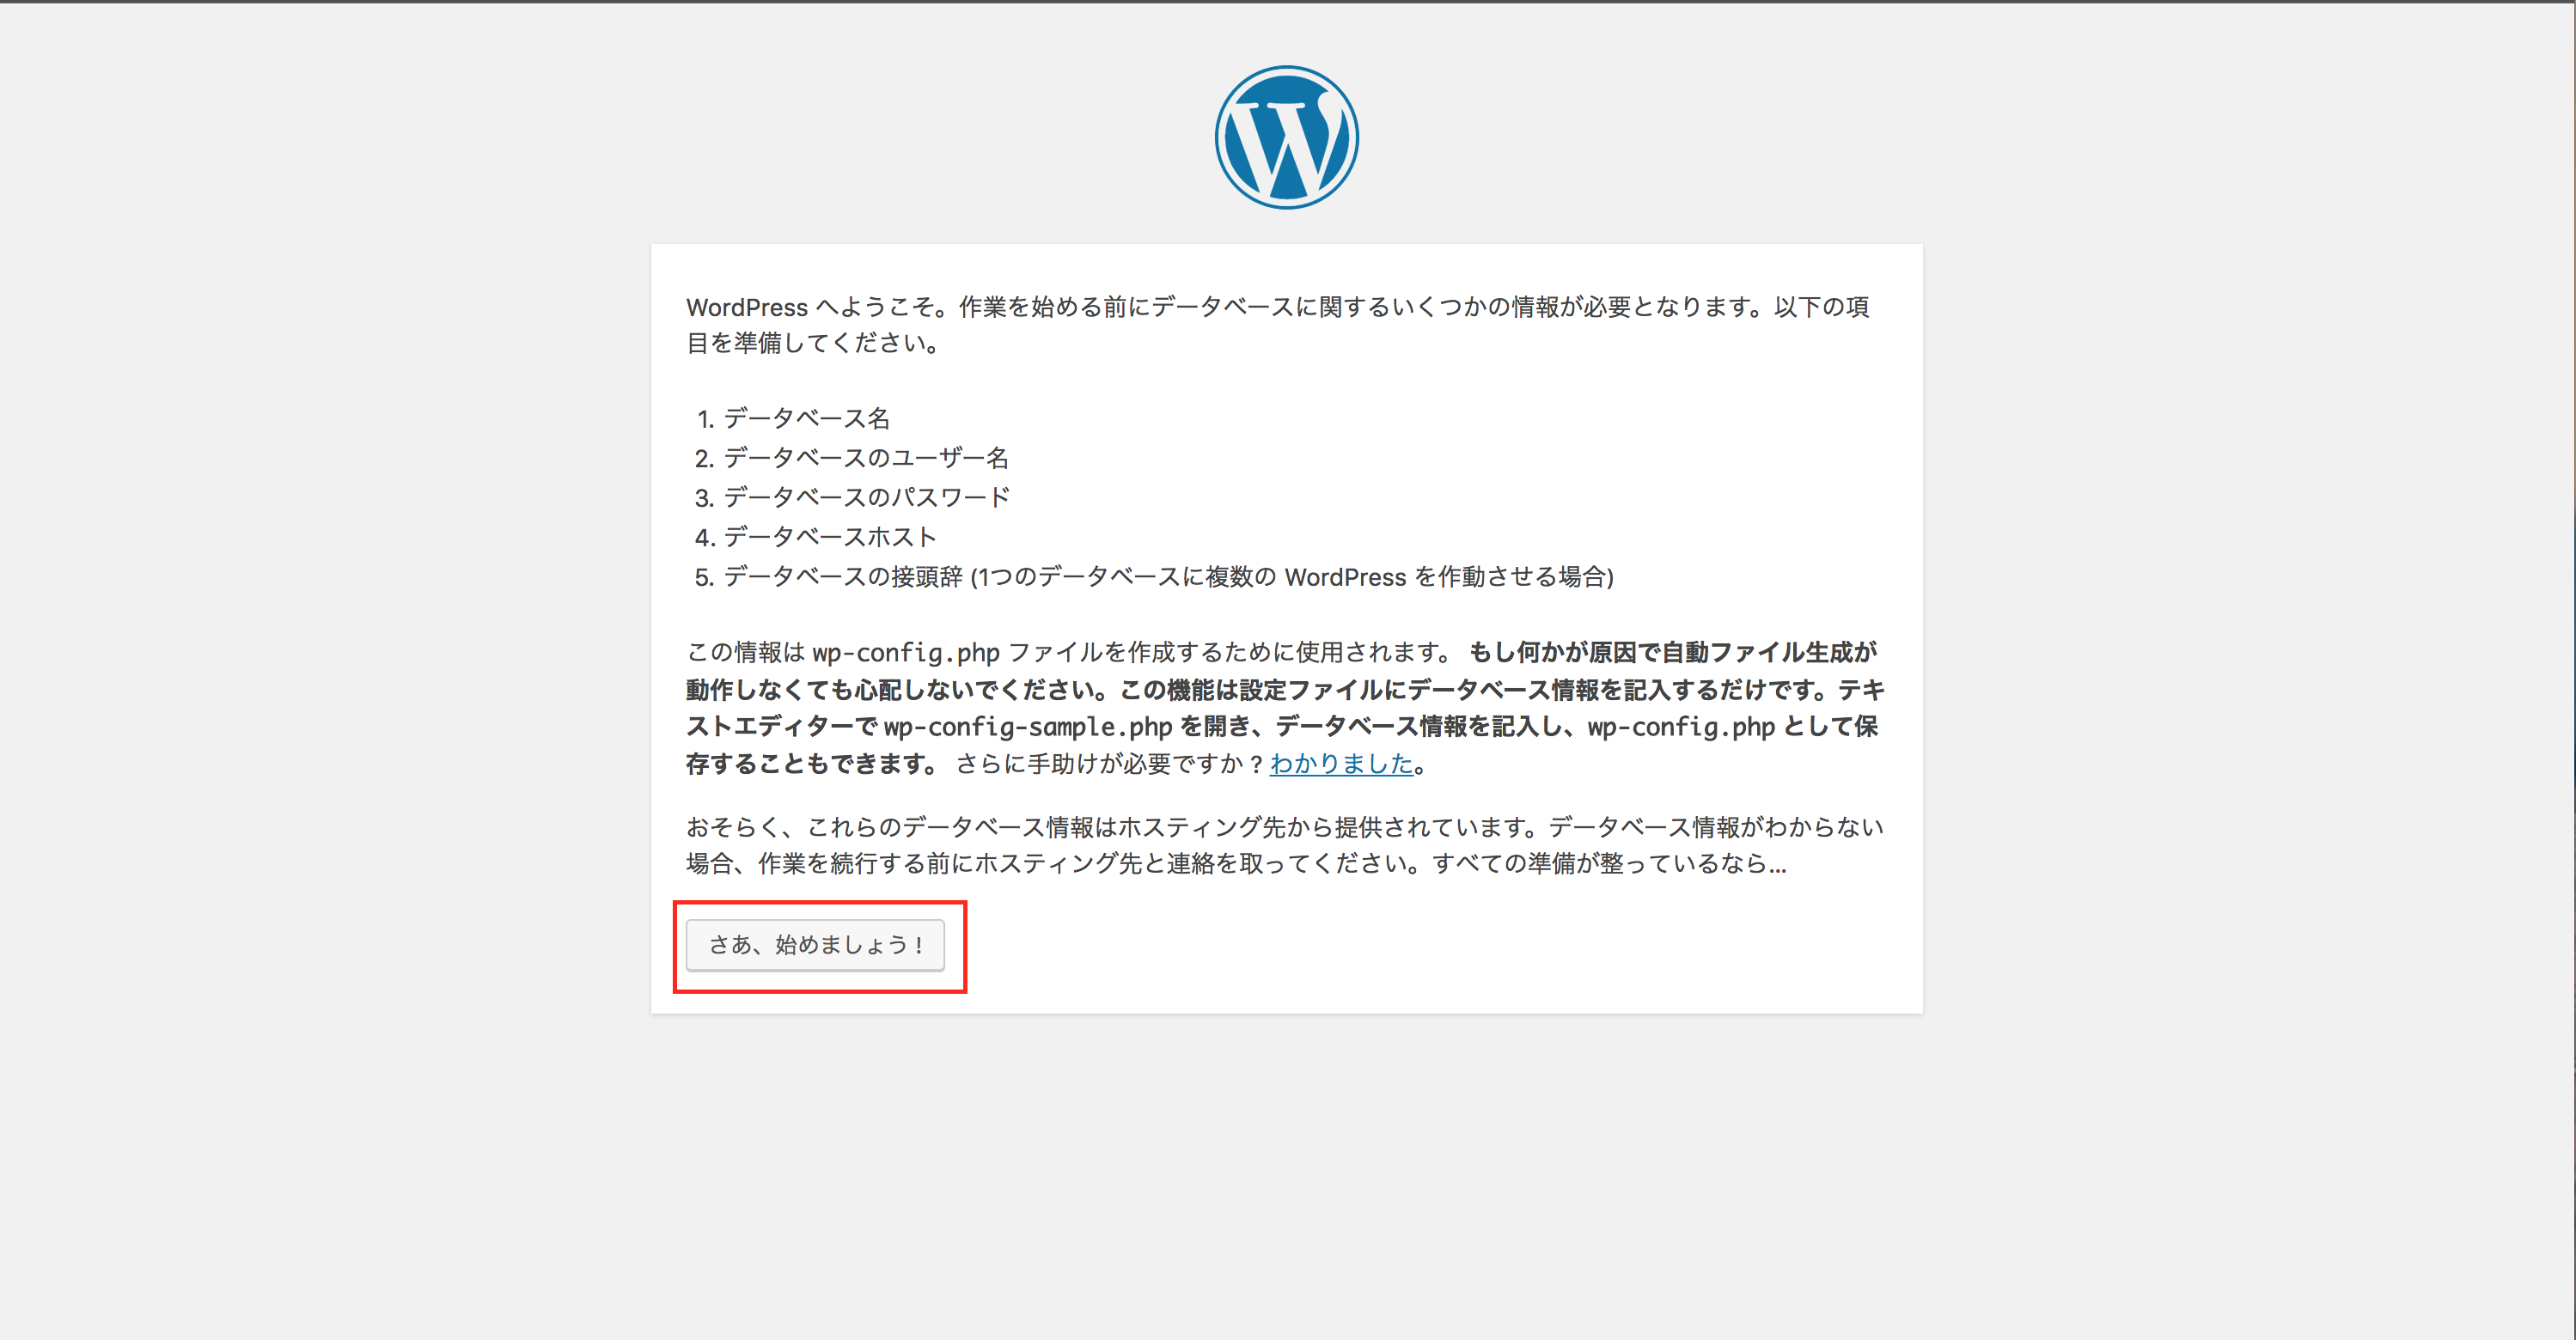 WordPress へようこそ。作業を始める前にデータベースに関するいくつかの情報が必要となります。以下の項
目を準備してください。
1. データベース名
2. データベースのユーザー名
3. データベースのパスワード
4. データベースホスト
5. データベースの接頭辞 (1つのデータベースに複数の WordPress を作動させる場合)
この情報は wp-config.php ファイルを作成するために使用されます。 もし何かが原因で自動ファイル生成が
動作しなくても心配しないでください。この機能は設定ファイルにデータベース情報を記入するだけです。テキ
ストエディターで wp-config-sample.php を開き、データベース情報を記入し、wp-config.php として保
存することもできます。 さらに手助けが必要ですか ? わかりました。
おそらく、これらのデータベース情報はホスティング先から提供されています。データベース情報がわからない
場合、作業を続行する前にホスティング先と連絡を取ってください。すべての準備が整っているなら…
さあ、始めましょう !